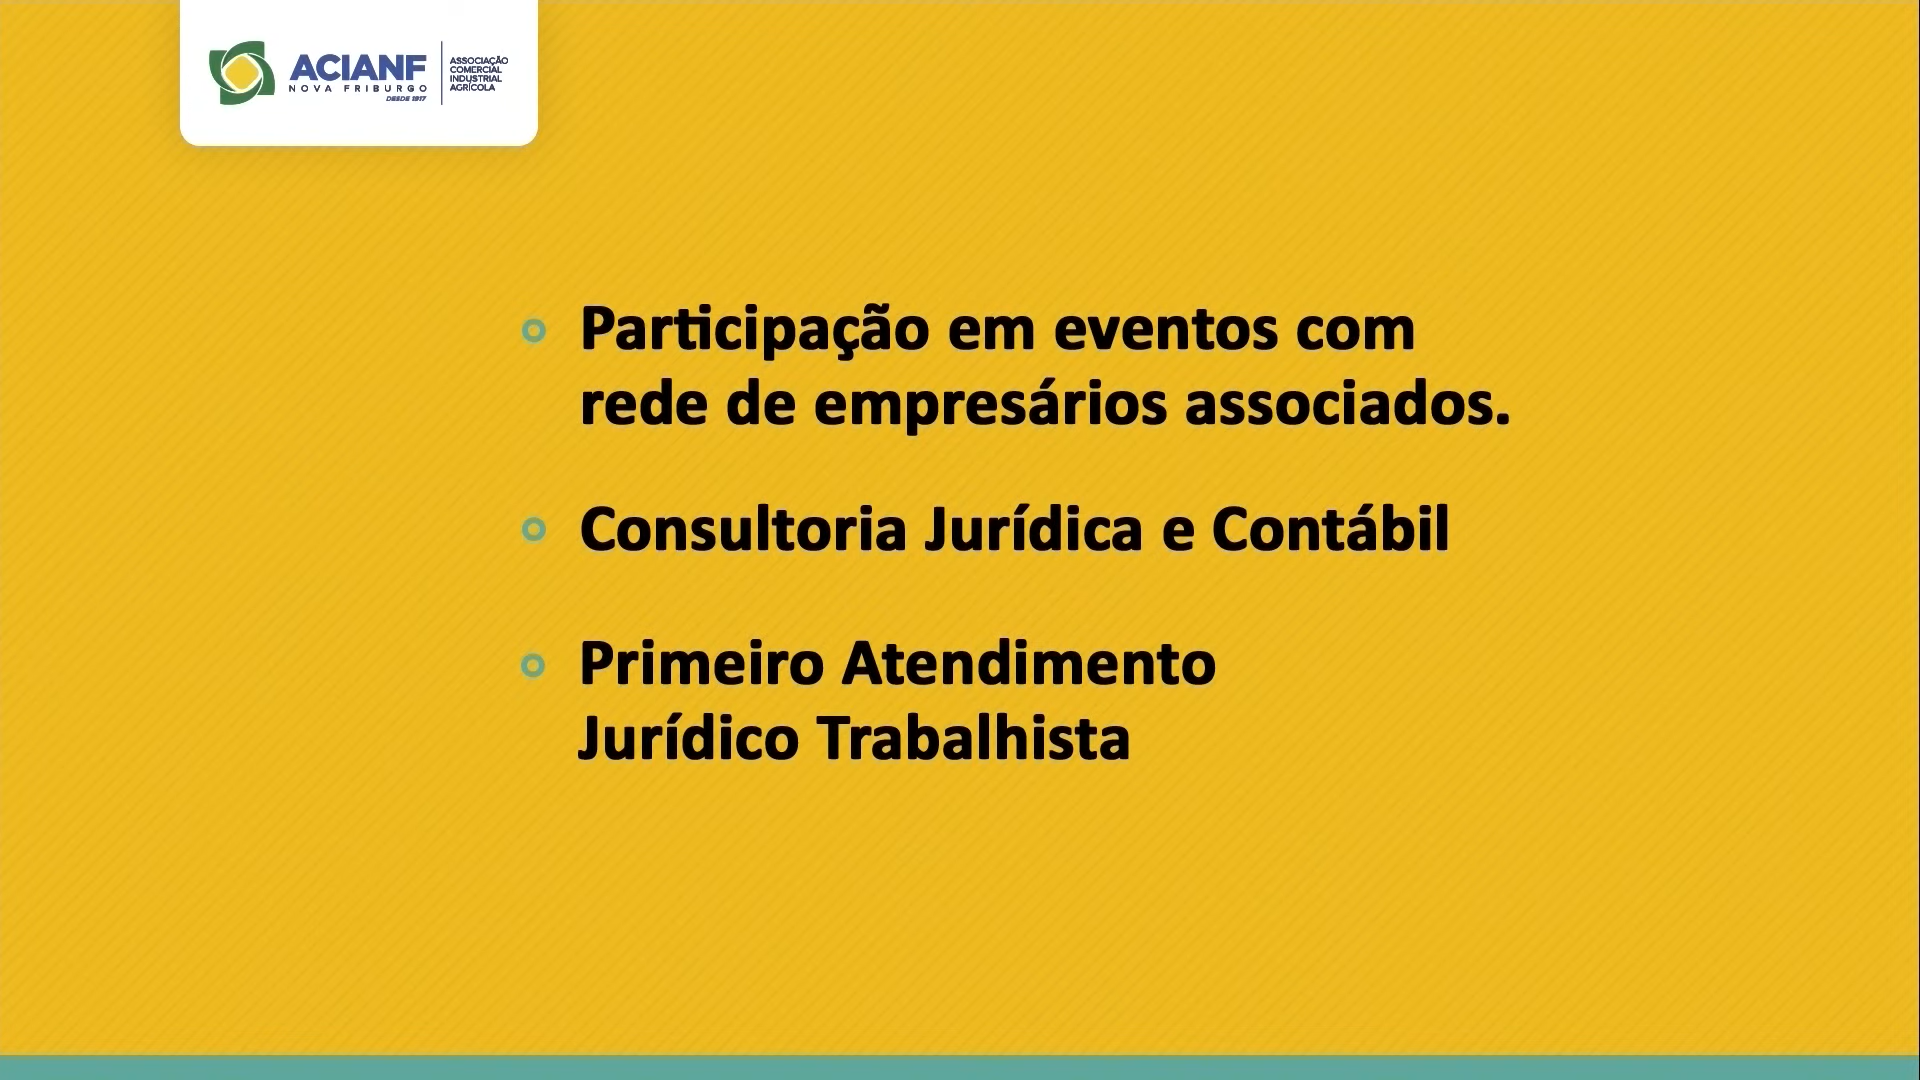 ACIANF
NOVA FRIBURGO
DESDE 1917
ASSOCIAÇÃO
COMERCIAL
INDUSTRIAL
AGRÍCOLA
Participação em eventos com
rede de empresários associados.
Consultoria Jurídica e Contábil
Primeiro Atendimento
Jurídico Trabalhista